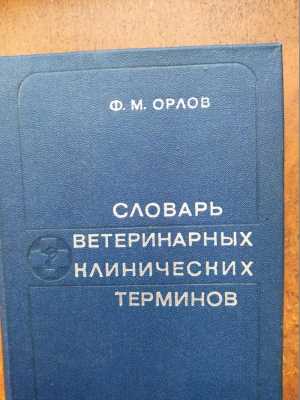 Ф. М. ОРЛОВ
СЛОВАРЬ
ВЕТЕРИНАРНЫХ
КЛИНИЧЕСКИХ
ТЕРМИНОВ